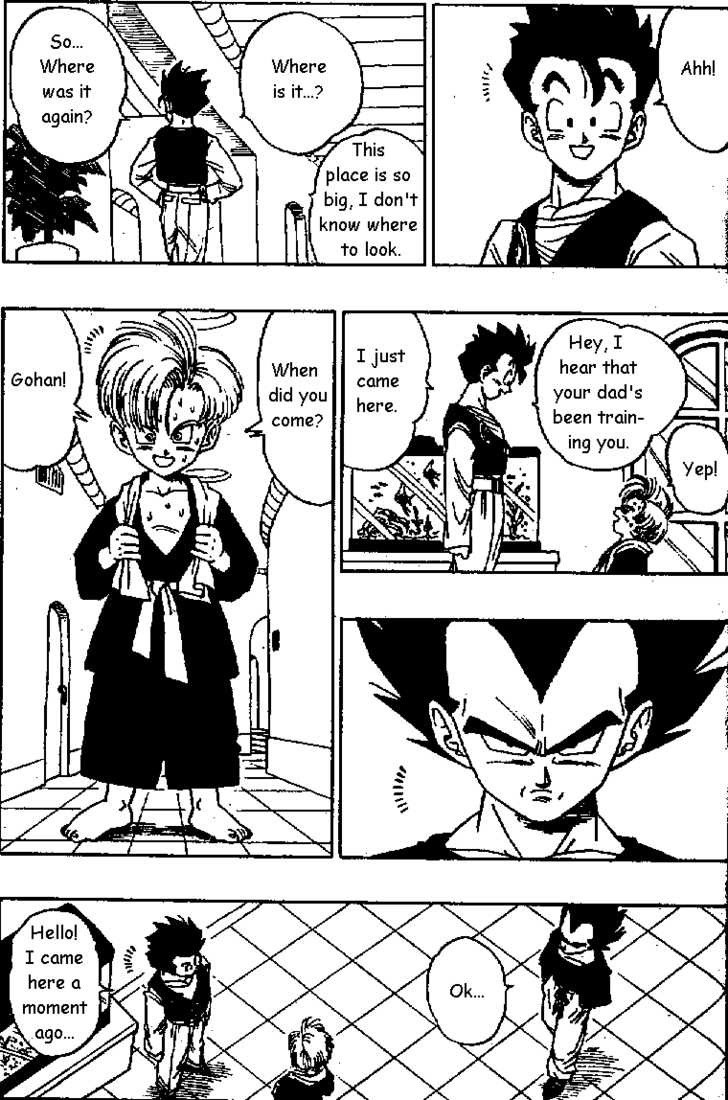 So...
Where
was it
again?
Where
is it...?
This
place is so
big, I don't
know where
to look.
Ahh!
Gohan!
When
did you
come?
I just
came
here.
Hey, I
hear that
your dad's
been train-
ing you.
Yep!
Hello!
I came
here a
moment
ago...
Ok...